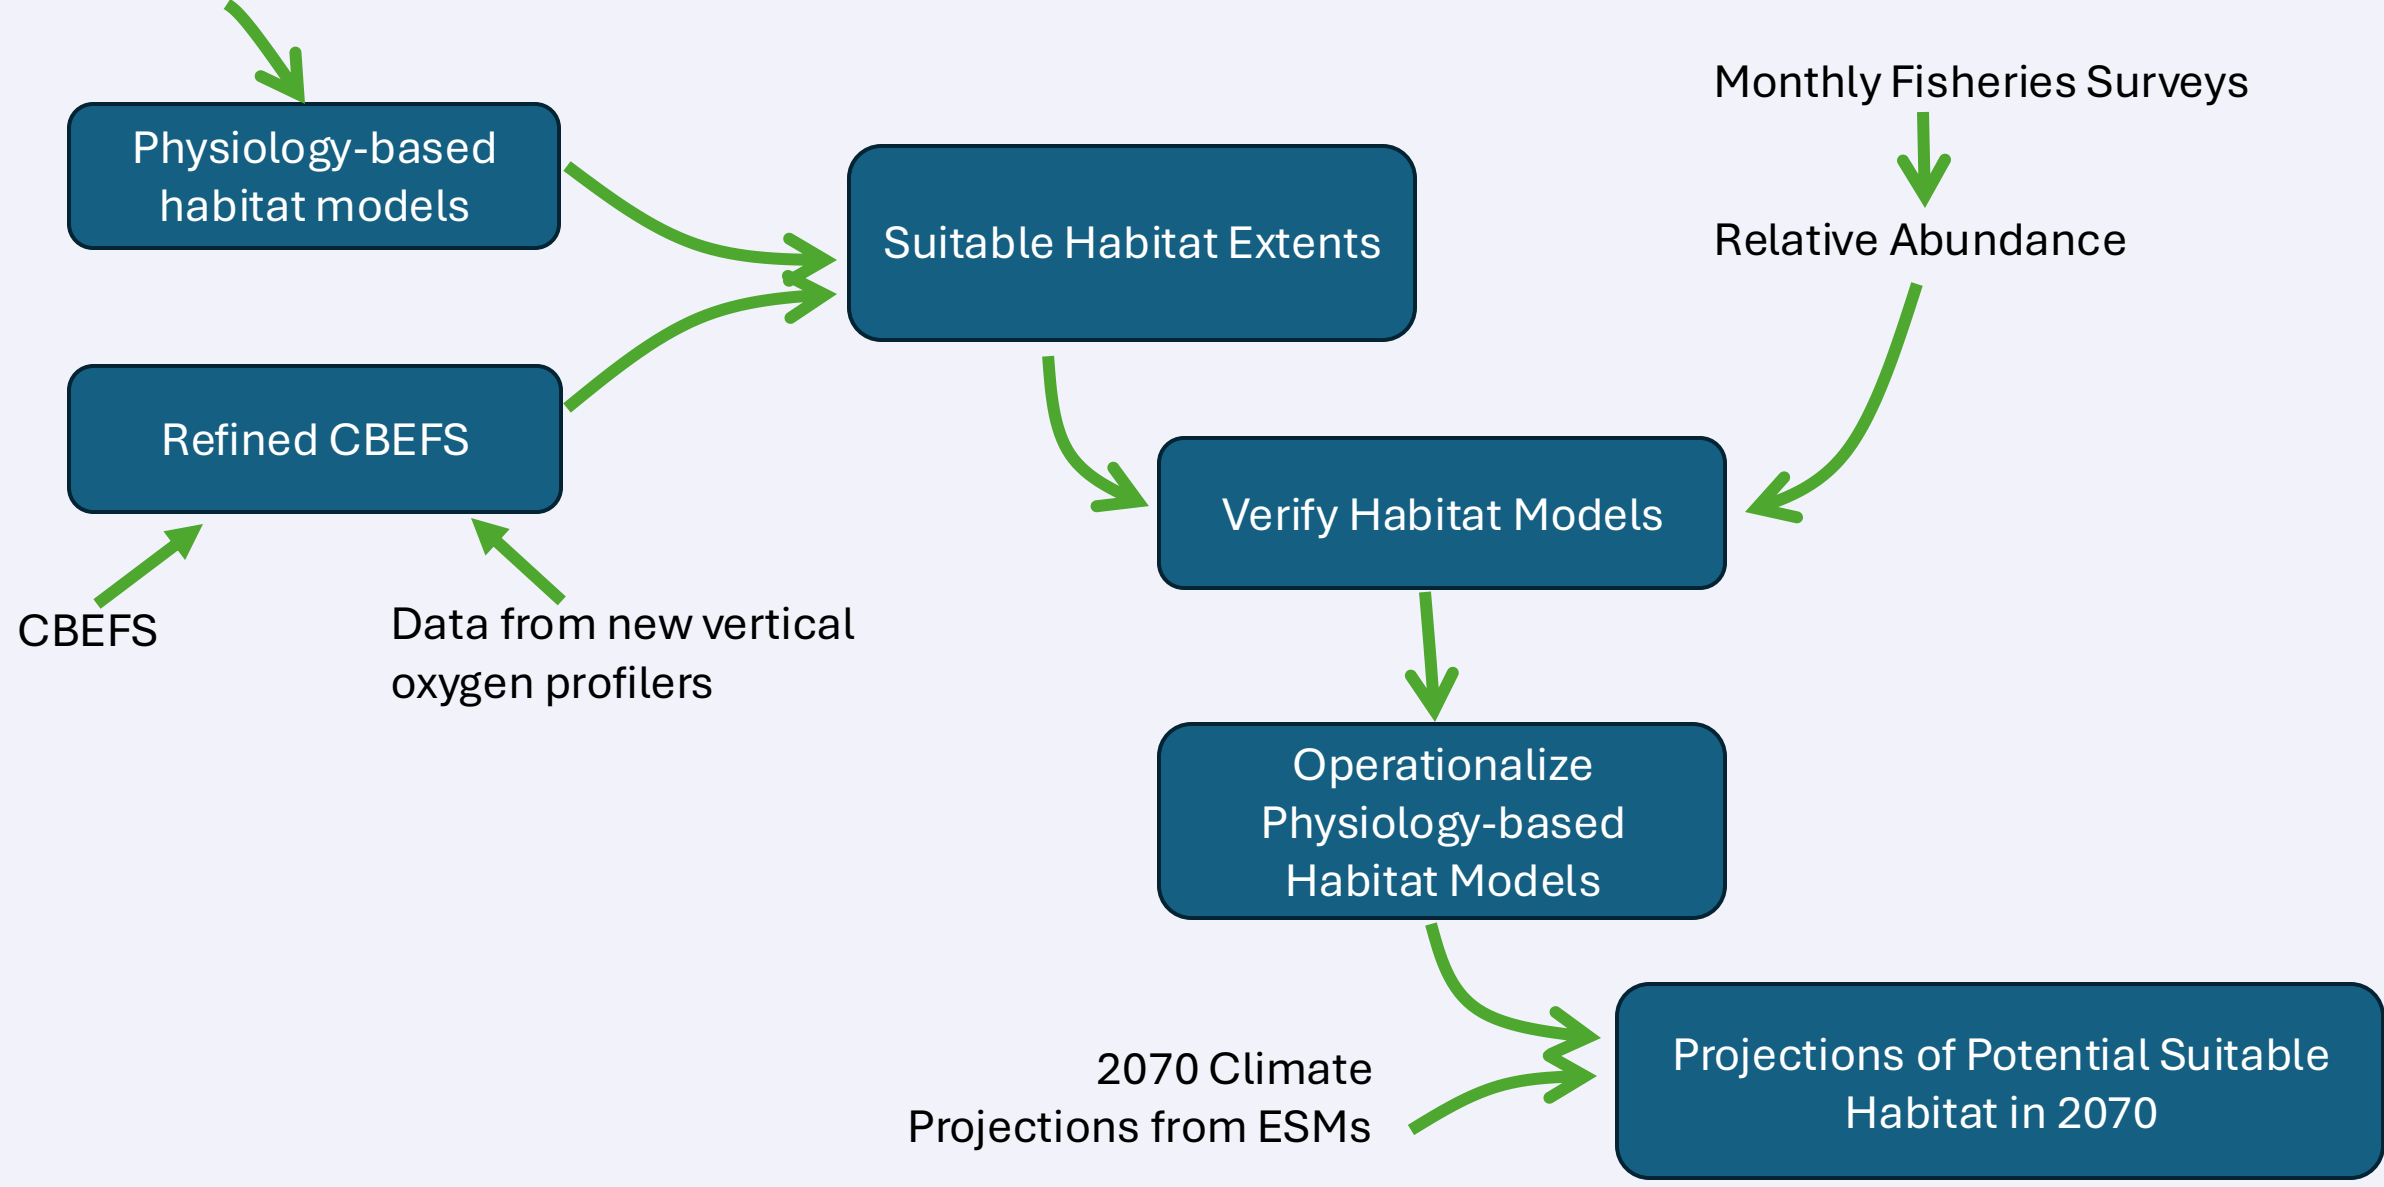 Physiology-based
habitat models
Suitable Habitat Extents
Monthly Fisheries Surveys
Relative Abundance
Refined CBEFS
CBEFS
Data from new vertical
oxygen profilers
Verify Habitat Models
Operationalize
Physiology-based
Habitat Models
2070 Climate
Projections from ESMs
Projections of Potential Suitable
Habitat in 2070